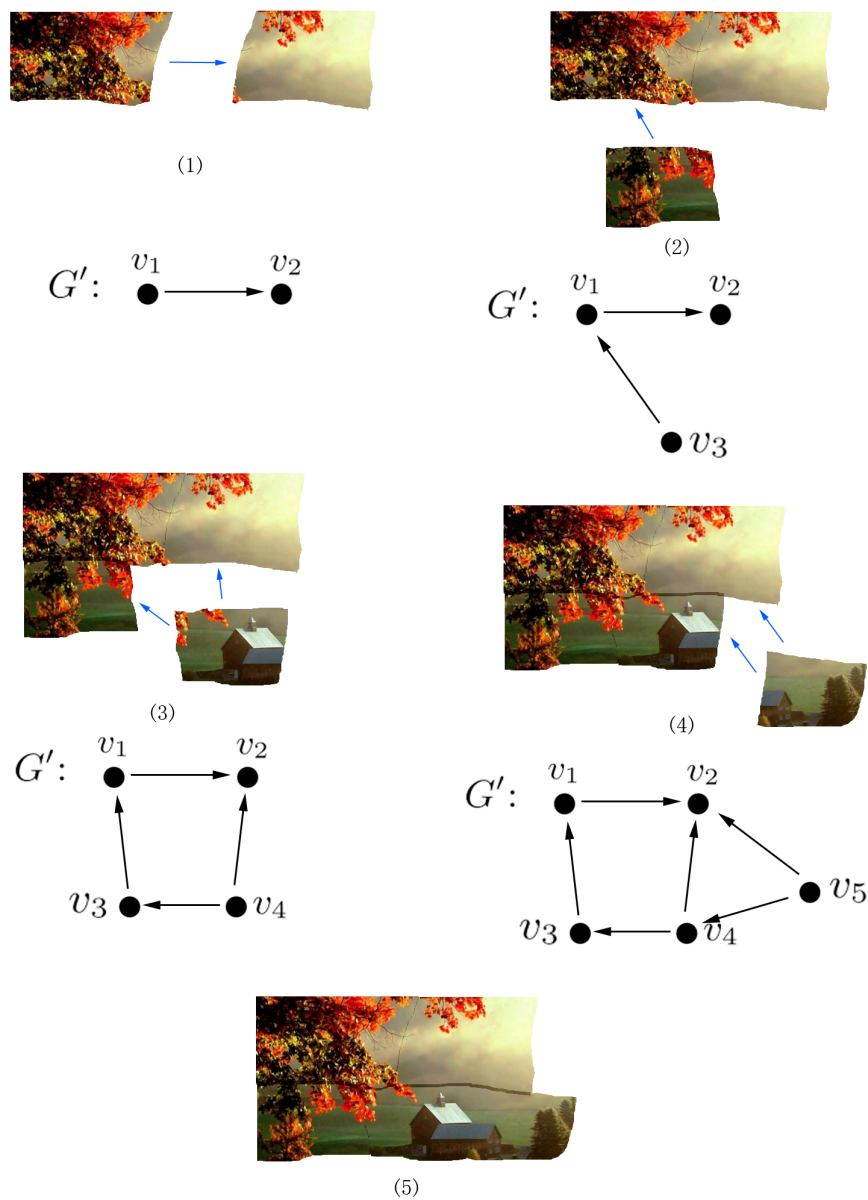 (1)
(2)
G′: v₁ v₂
G′: v₁ v₂
v₃
(3)
(4)
G′: v₁ v₂
v₃ v₄
G′: v₁ v₂
v₅
v₃ v₄
(5)